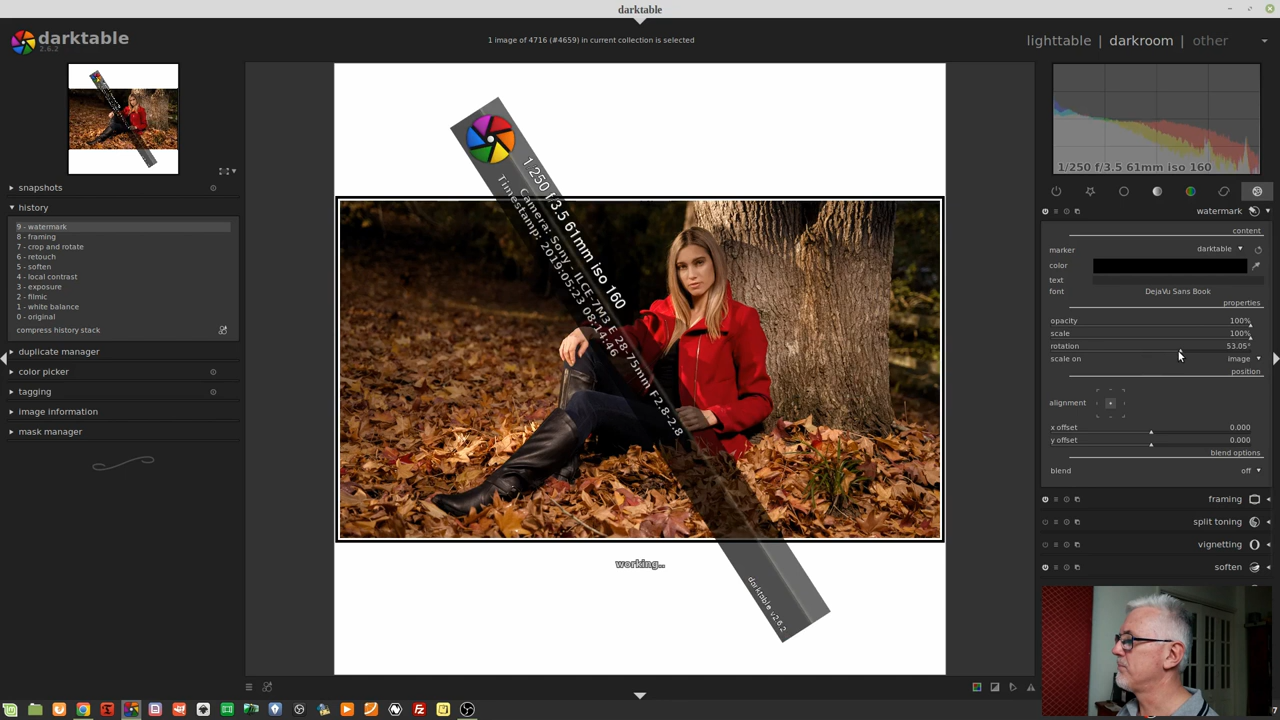 darktable
darktable
2.6.2
1 image of 4716 (#4659) in current collection is selected
lighttable | darkroom | other
snapshots
history
9 - watermark
8 - framing
7 - crop and rotate
6 - retouch
5 - soften
4 - local contrast
3 - exposure
2 - filmic
1 - white balance
0 - original
compress history stack
duplicate manager
color picker
tagging
image information
mask manager
1 250 f 3.5 61mm iso 160
Camera: Sony - ILCE-7M3 E 28-75mm F2.8-2.8
Timestamp: 2019:05:23 08:14:46
darktable v2.6.2
working..
1/250 f/3.5 61mm iso 160
watermark
content
marker darktable
color
text
font DejaVu Sans Book
properties
opacity 100%
scale 100%
rotation 53.05°
scale on image
position
alignment
x offset 0.000
y offset 0.000
blend options
blend off
framing
split toning
vignetting
soften